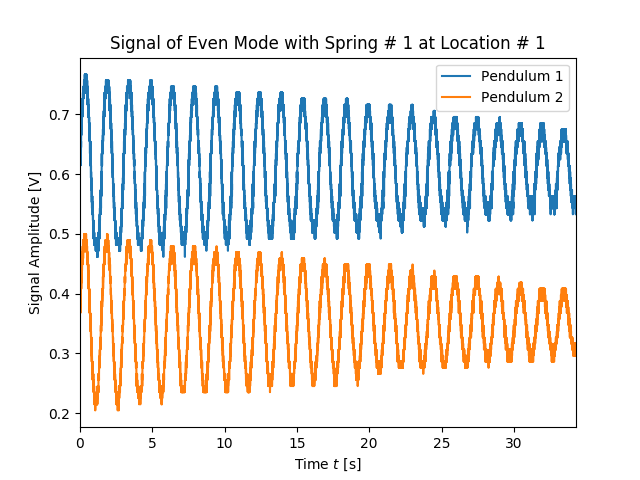 Signal of Even Mode with Spring # 1 at Location # 1
Pendulum 1
Pendulum 2
Signal Amplitude [V]
0.7
0.6
0.5
0.4
0.3
0.2
0 5 10 15 20 25 30
Time t [s]